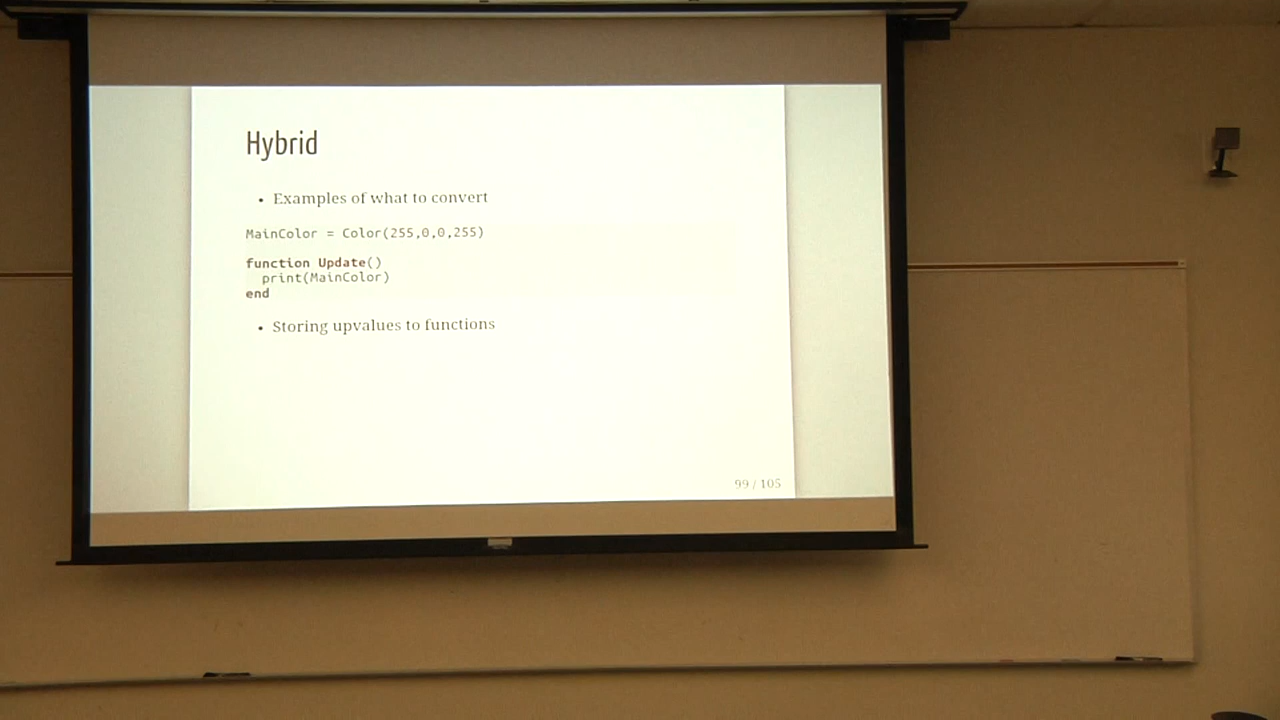 Hybrid
• Examples of what to convert
MainColor = Color(255,0,0,255)
function Update()
  print(MainColor)
end
• Storing upvalues to functions
99 / 105